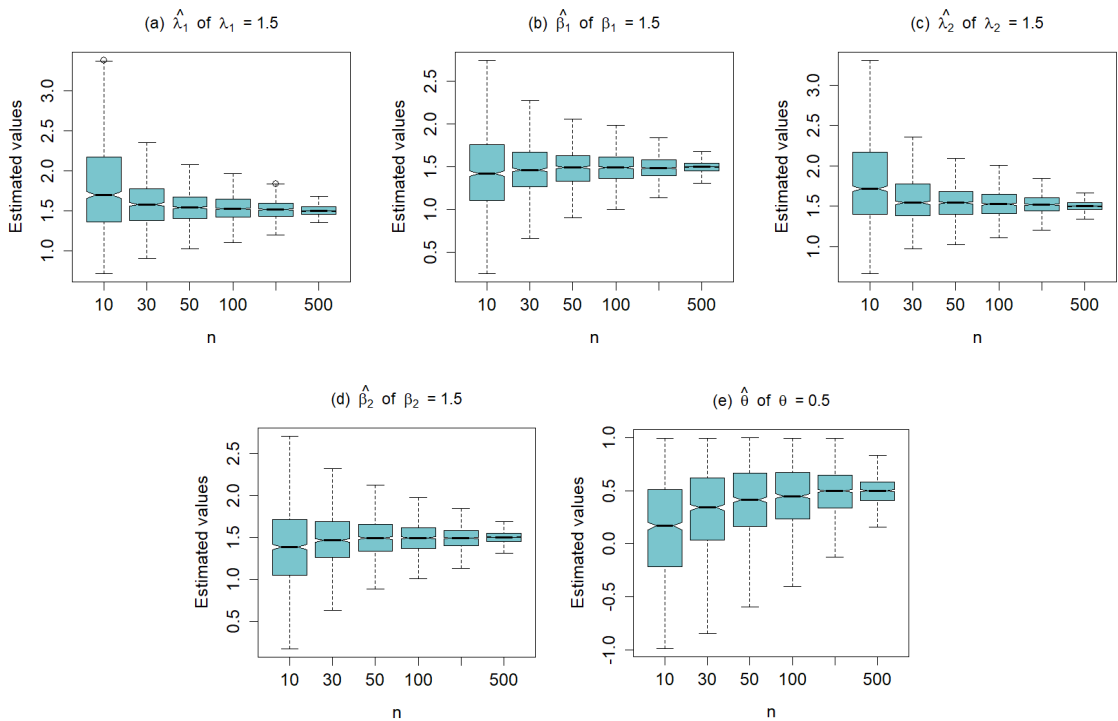 (a) λ̂₁ of λ₁ = 1.5
Estimated values
3.0
2.5
2.0
1.5
1.0
10 30 50 100 500
n
(b) β̂₁ of β₁ = 1.5
Estimated values
2.5
2.0
1.5
1.0
0.5
10 30 50 100 500
n
(c) λ̂₂ of λ₂ = 1.5
Estimated values
3.0
2.5
2.0
1.5
1.0
10 30 50 100 500
n
(d) β̂₂ of β₂ = 1.5
Estimated values
2.5
2.0
1.5
1.0
0.5
10 30 50 100 500
n
(e) θ̂ of θ = 0.5
Estimated values
1.0
0.5
0.0
-0.5
-1.0
10 30 50 100 500
n